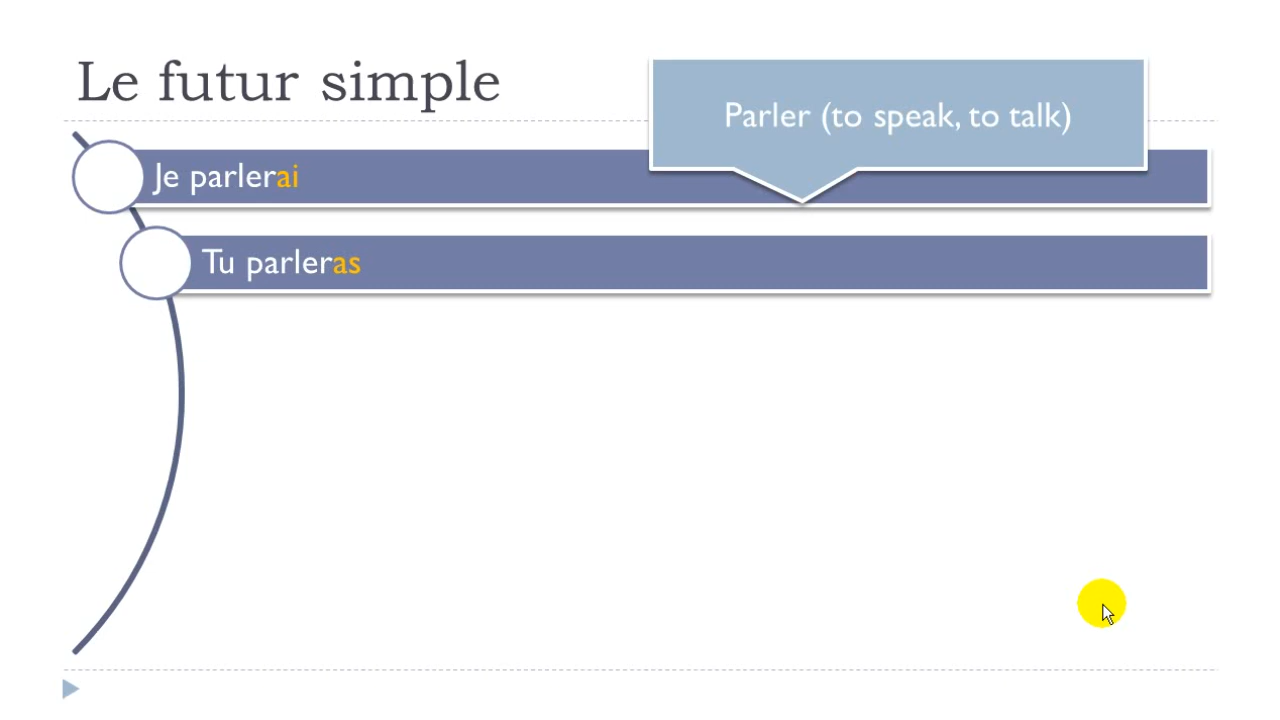 Le futur simple
Parler (to speak, to talk)
Je parlerai
Tu parleras